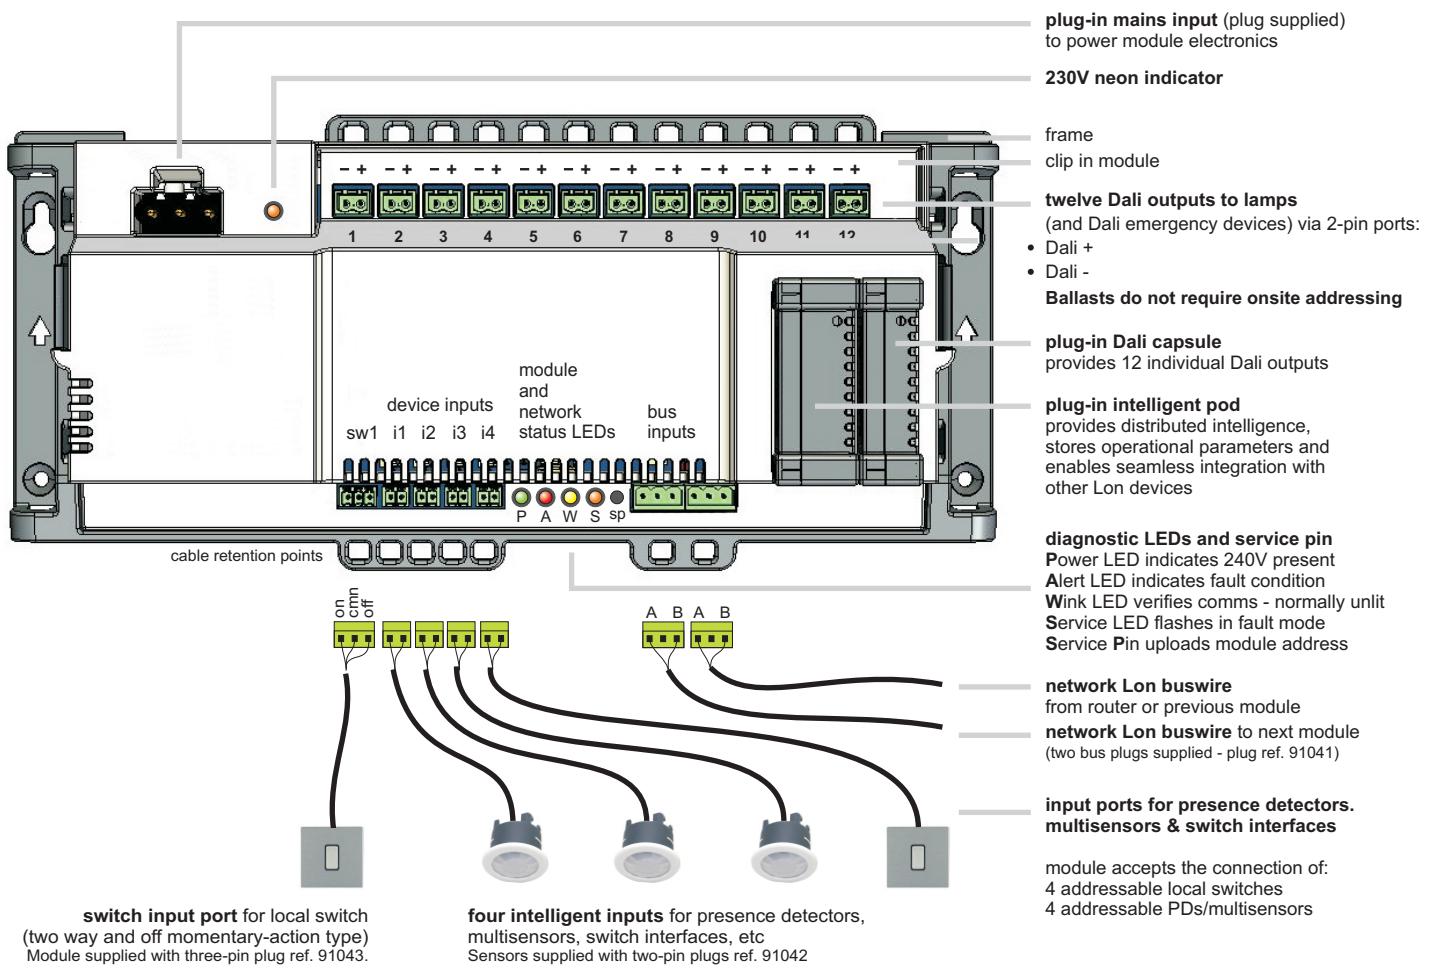 plug-in mains input (plug supplied)
to power module electronics
230V neon indicator
frame
clip in module
- + - + - + - + - + - + - + - + - + - + - + - +
1 2 3 4 5 6 7 8 9 10 11 12
twelve Dali outputs to lamps
(and Dali emergency devices) via 2-pin ports:
• Dali +
• Dali -
Ballasts do not require onsite addressing
plug-in Dali capsule
provides 12 individual Dali outputs
plug-in intelligent pod
provides distributed intelligence,
stores operational parameters and
enables seamless integration with
other Lon devices
device inputs
sw1 i1 i2 i3 i4
module
and
network
status LEDs
bus
inputs
P A W S sp
cable retention points
diagnostic LEDs and service pin
Power LED indicates 240V present
Alert LED indicates fault condition
Wink LED verifies comms - normally unlit
Service LED flashes in fault mode
Service Pin uploads module address
on
cmn
off
A B A B
network Lon buswire
from router or previous module
network Lon buswire to next module
(two bus plugs supplied - plug ref. 91041)
input ports for presence detectors.
multisensors & switch interfaces
module accepts the connection of:
4 addressable local switches
4 addressable PDs/multisensors
switch input port for local switch
(two way and off momentary-action type)
Module supplied with three-pin plug ref. 91043.
four intelligent inputs for presence detectors,
multisensors, switch interfaces, etc
Sensors supplied with two-pin plugs ref. 91042